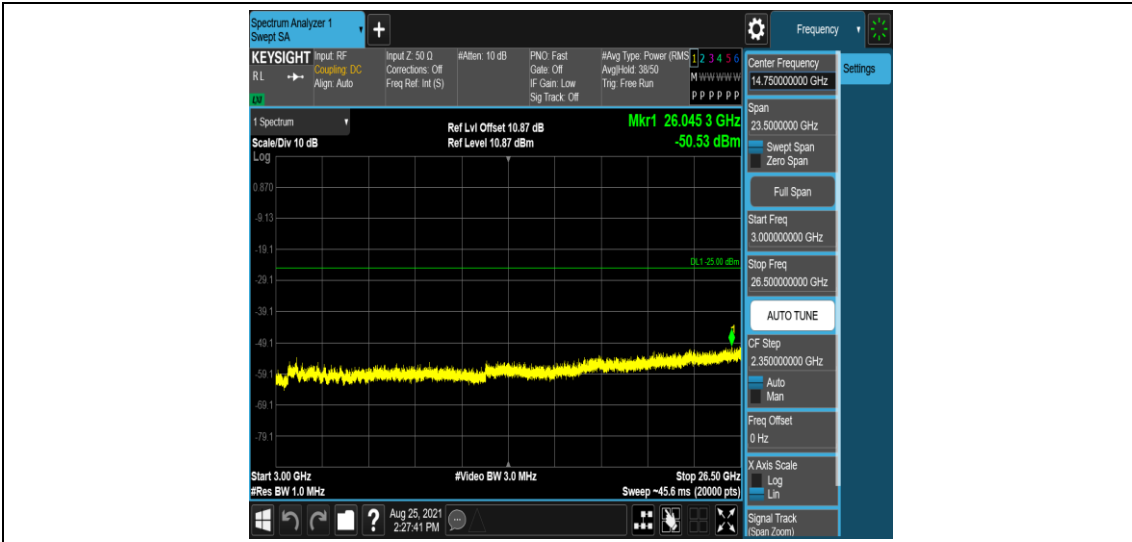 Spectrum Analyzer 1
Swept SA
+
Frequency
KEYSIGHT
RL
LXI
Input: RF
Coupling: DC
Align: Auto
Input Z: 50 Ω
Corrections: Off
Freq Ref: Int (S)
#Atten: 10 dB
PNO: Fast
Gate: Off
IF Gain: Low
Sig Track: Off
#Avg Type: Power (RMS
Avg|Hold: 38/50
Trig: Free Run
1 2 3 4 5 6
M W W W W W
P P P P P P
1 Spectrum
Scale/Div 10 dB
Log
Ref Lvl Offset 10.87 dB
Ref Level 10.87 dBm
Mkr1 26.045 3 GHz
-50.53 dBm
0.870
-9.13
-19.1
DL1 -25.00 dBm
-29.1
-39.1
1
-49.1
-59.1
-69.1
-79.1
Start 3.00 GHz
#Video BW 3.0 MHz
Stop 26.50 GHz
#Res BW 1.0 MHz
Sweep ~45.6 ms (20000 pts)
?
Aug 25, 2021
2:27:41 PM
Center Frequency
14.750000000 GHz
Settings
Span
23.5000000 GHz
Swept Span
Zero Span
Full Span
Start Freq
3.000000000 GHz
Stop Freq
26.500000000 GHz
AUTO TUNE
CF Step
2.350000000 GHz
Auto
Man
Freq Offset
0 Hz
X Axis Scale
Log
Lin
Signal Track
(Span Zoom)